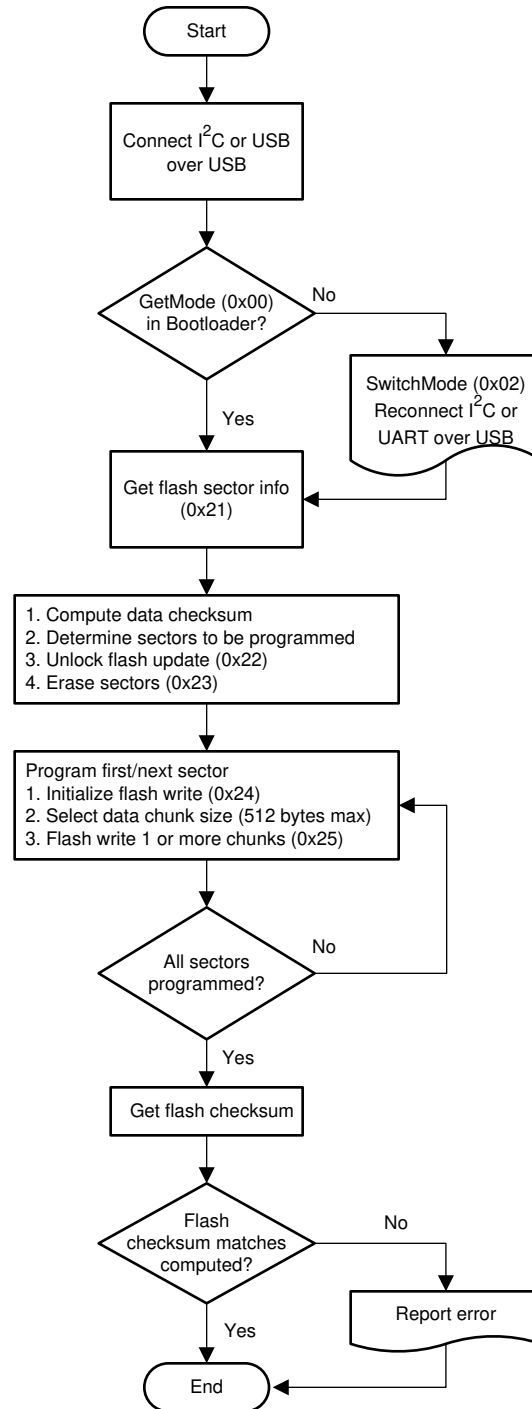 Start
Connect I²C or USB
over USB
GetMode (0x00)
in Bootloader?
No
SwitchMode (0x02)
Reconnect I²C or
UART over USB
Yes
Get flash sector info
(0x21)
1. Compute data checksum
2. Determine sectors to be programmed
3. Unlock flash update (0x22)
4. Erase sectors (0x23)
Program first/next sector
1. Initialize flash write (0x24)
2. Select data chunk size (512 bytes max)
3. Flash write 1 or more chunks (0x25)
All sectors
programmed?
No
Yes
Get flash checksum
Flash
checksum matches
computed?
No
Report error
Yes
End